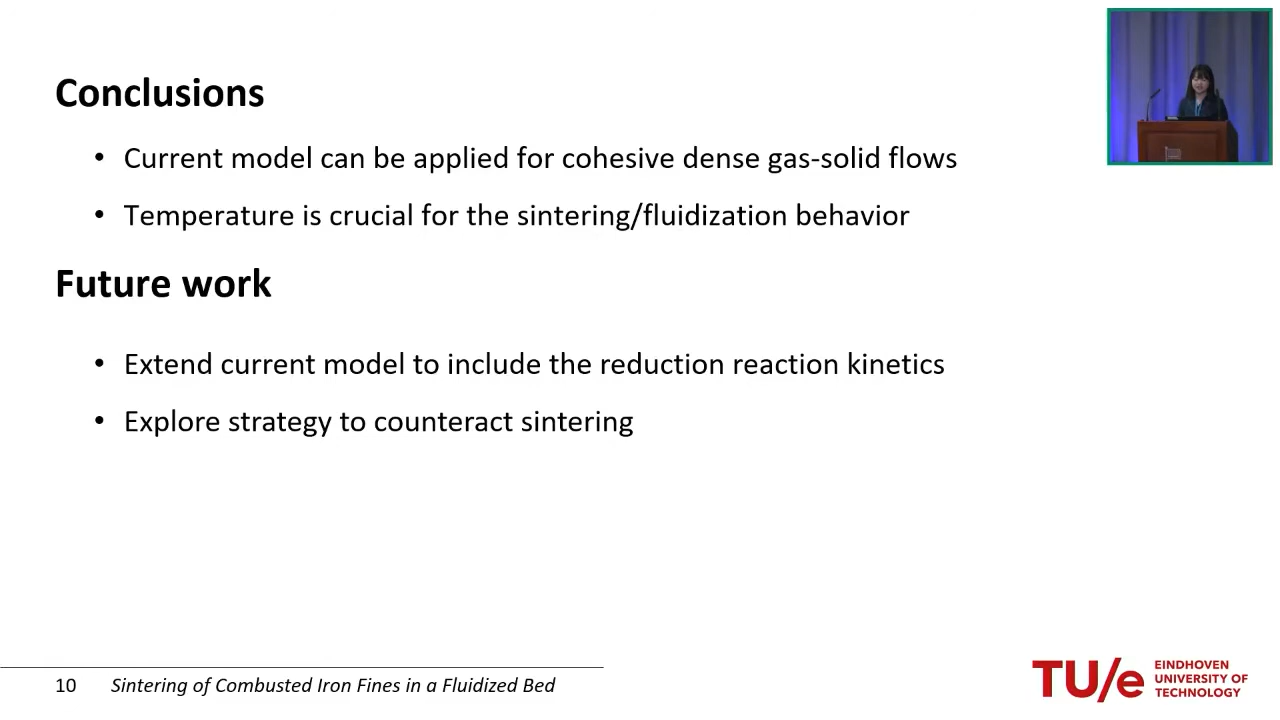 Conclusions
• Current model can be applied for cohesive dense gas-solid flows
• Temperature is crucial for the sintering/fluidization behavior
Future work
• Extend current model to include the reduction reaction kinetics
• Explore strategy to counteract sintering
10 Sintering of Combusted Iron Fines in a Fluidized Bed
TU/e
EINDHOVEN
UNIVERSITY OF
TECHNOLOGY